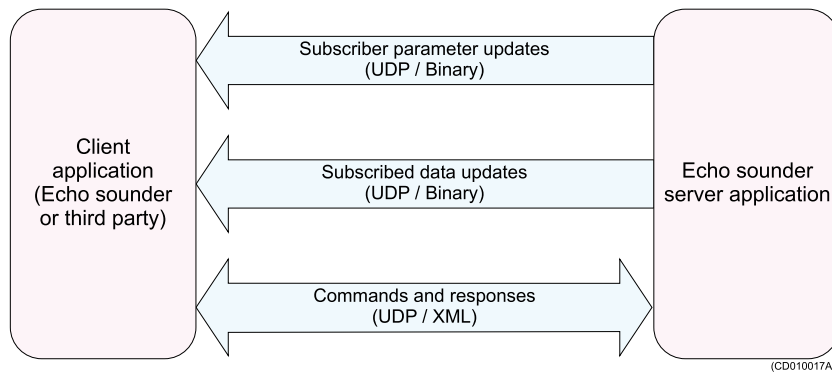 Subscriber parameter updates
(UDP / Binary)
Client
application
(Echo sounder
or third party)
Subscribed data updates
(UDP / Binary)
Echo sounder
server application
Commands and responses
(UDP / XML)
(CD010017A